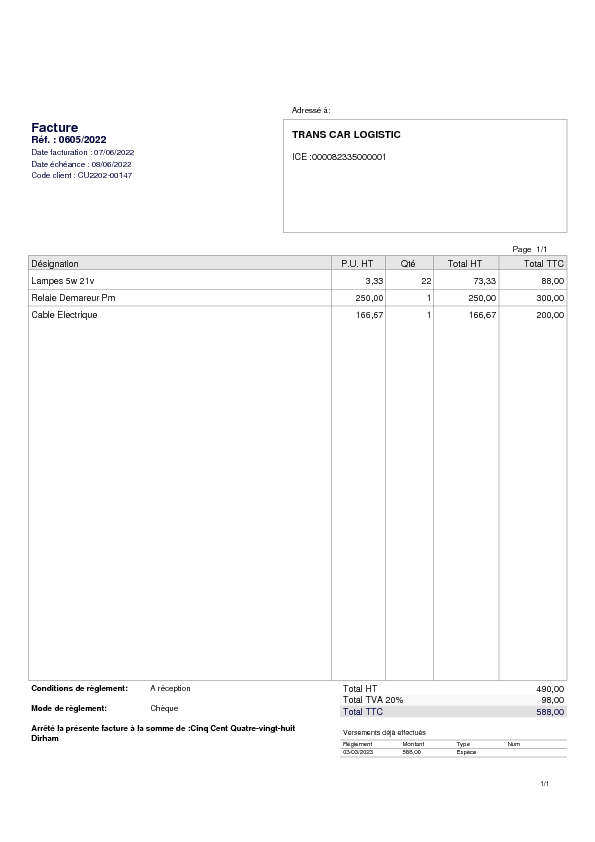 Adressé à:
Facture
Réf. : 0605/2022
Date facturation : 07/06/2022
Date échéance : 08/06/2022
Code client : CU2202-00147
TRANS CAR LOGISTIC
ICE :000082335000001
Page 1/1
Désignation P.U. HT Qté Total HT Total TTC
Lampes 5w 21v 3,33 22 73,33 88,00
Relaie Demareur Pm 250,00 1 250,00 300,00
Cable Electrique 166,67 1 166,67 200,00
Conditions de règlement: A réception
Mode de règlement: Chèque
Arrêté la présente facture à la somme de :Cinq Cent Quatre-vingt-huit
Dirham
Total HT 490,00
Total TVA 20% 98,00
Total TTC 588,00
Versements déjà effectués
Règlement Montant Type Num
03/03/2023 588,00 Espèce
1/1